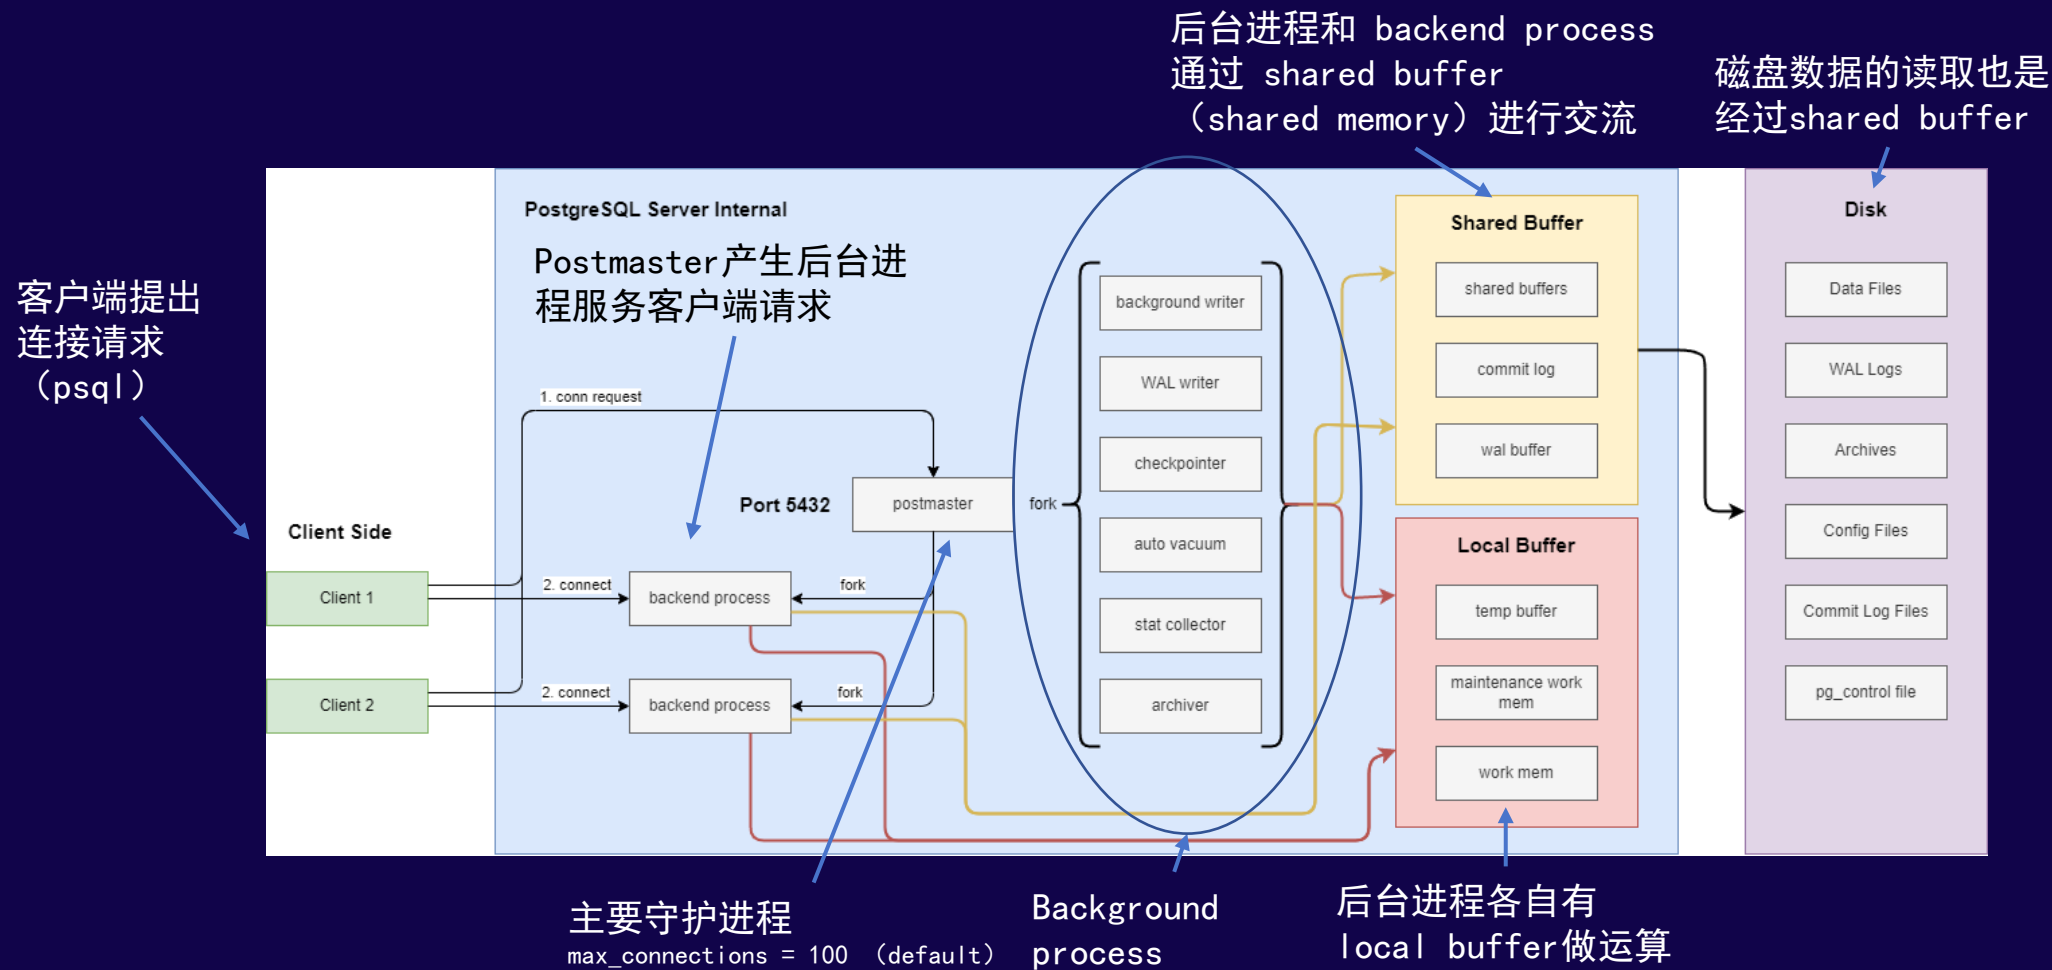 后台进程和 backend process
通过 shared buffer
（shared memory）进行交流
磁盘数据的读取也是
经过shared buffer
客户端提出
连接请求
（psql）
PostgreSQL Server Internal
Postmaster产生后台进
程服务客户端请求
1. conn request
Port 5432
postmaster
fork
Client Side
Client 1
2. connect
backend process
fork
Client 2
2. connect
backend process
fork
background writer
WAL writer
checkpointer
auto vacuum
stat collector
archiver
Shared Buffer
shared buffers
commit log
wal buffer
Local Buffer
temp buffer
maintenance work
mem
work mem
Disk
Data Files
WAL Logs
Archives
Config Files
Commit Log Files
pg_control file
主要守护进程
max_connections = 100 （default）
Background
process
后台进程各自有
local buffer做运算